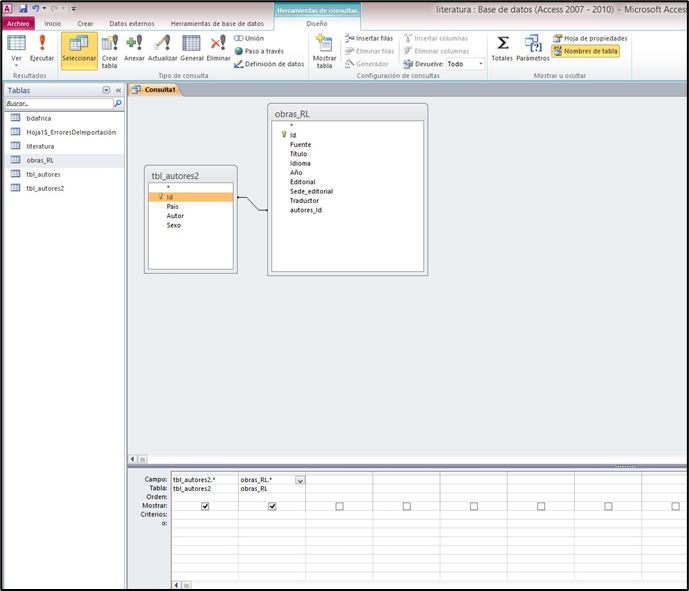 Herramientas de consultas
literatura : Base de datos (Access 2007 - 2010) - Microsoft Acces
Archivo Inicio Crear Datos externos Herramientas de base de datos Diseño
Ver Ejecutar Seleccionar Crear tabla Anexar Actualizar General Eliminar
Unión
Paso a través
Definición de datos
Mostrar tabla
Insertar filas
Eliminar filas
Generador
Insertar columnas
Eliminar columnas
Devuelve: Todo
Totales Parámetros
Hoja de propiedades
Nombres de tabla
Resultados Tipo de consulta Configuración de consultas Mostrar u ocultar
Tablas
Buscar...
bdafrica
Hoja1$_ErroresDeImportación
literatura
obras_RL
tbl_autores
tbl_autores2
Consulta1
tbl_autores2
*
Id
Pais
Autor
Sexo
obras_RL
*
Id
Fuente
Título
Idioma
Año
Editorial
Sede_editorial
Traductor
autores_Id
Campo: tbl_autores2.* obras_RL.*
Tabla: tbl_autores2 obras_RL
Orden:
Mostrar:
Criterios:
o: